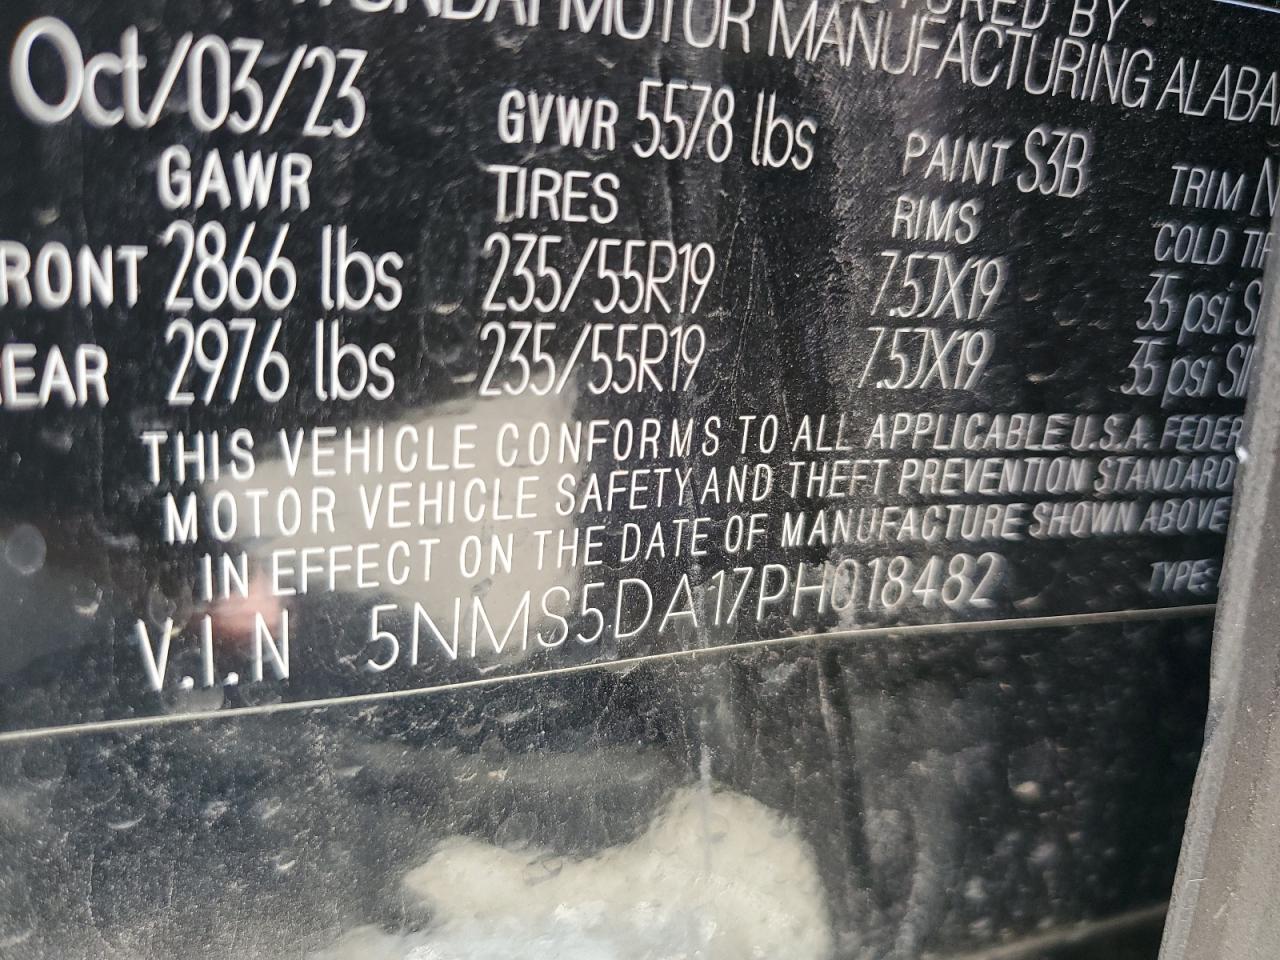 MOTOR MANUFACTURING ALABA
Oct/03/23 GVWR 5578 lbs PAINT S3B TRIM N
GAWR TIRES RIMS COLD TI
RONT 2866 lbs 235/55R19 7.5JX19 35 psi SI
EAR 2976 lbs 235/55R19 7.5JX19 35 psi SIN
THIS VEHICLE CONFORMS TO ALL APPLICABLE U.S.A. FEDER
MOTOR VEHICLE SAFETY AND THEFT PREVENTION STANDARD
IN EFFECT ON THE DATE OF MANUFACTURE SHOWN ABOVE
V.I.N 5NMS5DA17PH018482 TYPE: